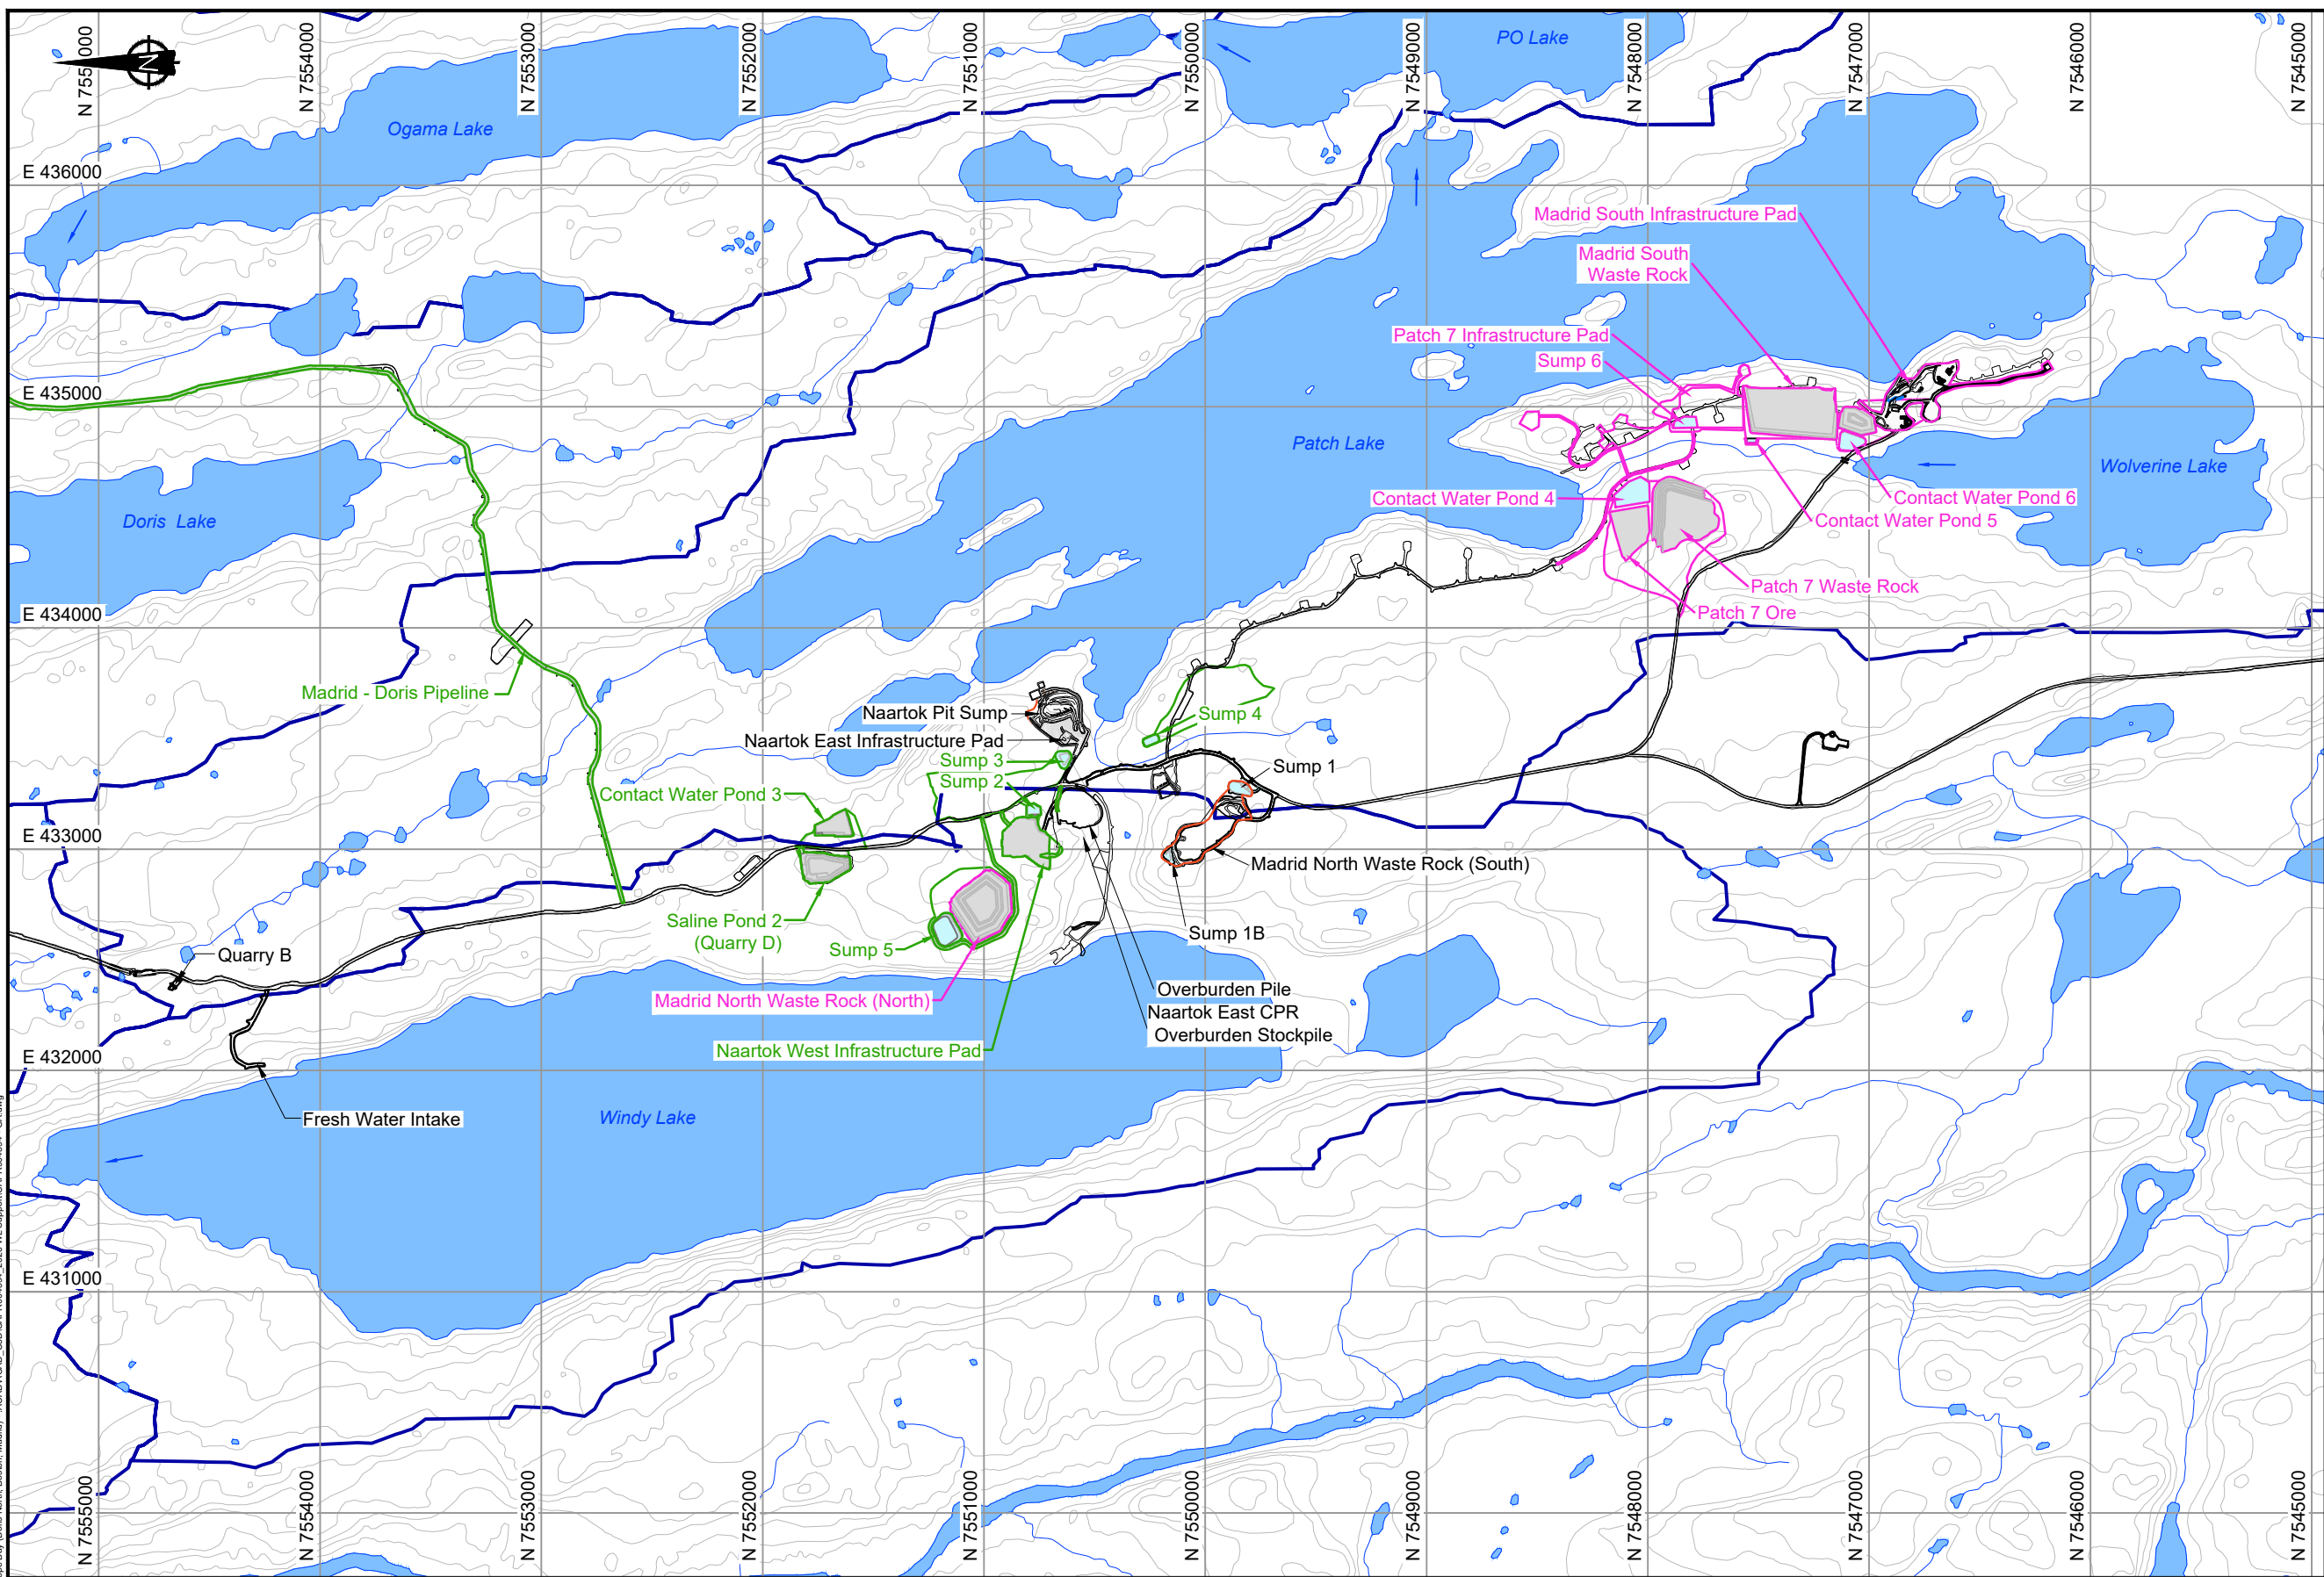 N 7555000
N 7554000
N 7553000
N 7552000
N 7551000
N 7550000
N 7549000
N 7548000
N 7547000
N 7546000
N 7545000
N
PO Lake
Ogama Lake
E 436000
Madrid South Infrastructure Pad
Madrid South
Waste Rock
Patch 7 Infrastructure Pad
Sump 6
E 435000
Patch Lake
Wolverine Lake
Contact Water Pond 4
Contact Water Pond 6
Doris Lake
Contact Water Pond 5
Patch 7 Waste Rock
E 434000
Patch 7 Ore
Madrid - Doris Pipeline
Naartok Pit Sump
Sump 4
Naartok East Infrastructure Pad
Sump 3
Sump 1
Sump 2
Contact Water Pond 3
E 433000
Madrid North Waste Rock (South)
Saline Pond 2
(Quarry D)
Sump 1B
Sump 5
Quarry B
Overburden Pile
Madrid North Waste Rock (North)
Naartok East CPR
Overburden Stockpile
Naartok West Infrastructure Pad
E 432000
Fresh Water Intake
Windy Lake
E 431000
N 7555000
N 7554000
N 7553000
N 7552000
N 7551000
N 7550000
N 7549000
N 7548000
N 7547000
N 7546000
N 7545000